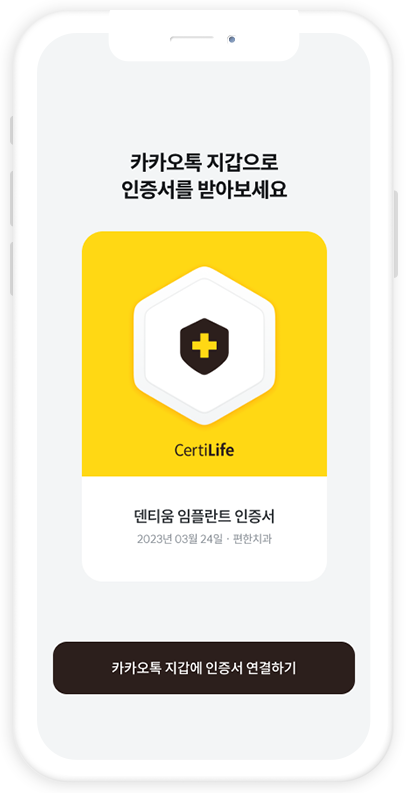 카카오톡 지갑으로
인증서를 받아보세요
CertiLife
덴티움 임플란트 인증서
2023년 03월 24일 · 편한치과
카카오톡 지갑에 인증서 연결하기